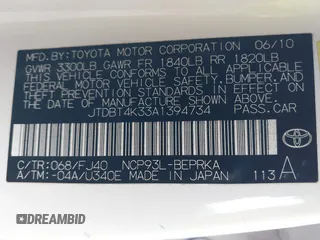 MFD.BY:TOYOTA MOTOR CORPORATION 06/10
GVWR 3300LB GAWR FR 1840LB RR 1820LB
THIS VEHICLE CONFORMS TO ALL APPLICABLE
FEDERAL MOTOR VEHICLE SAFETY, BUMPER, AND
THEFT PREVENTION STANDARDS IN EFFECT ON
THE DATE OF MANUFACTURE SHOWN ABOVE.
JTDBT4K33A1394734 PASS.CAR
C/TR:068/FJ40 NCP93L-BEPRKA
A/TM:-04A/U340E MADE IN JAPAN 113 A
TOYOTA
DREAMBID